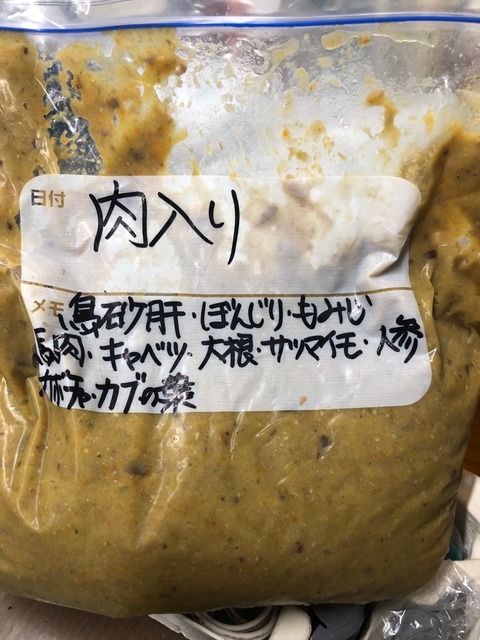 日付
肉入り
メモ
鳥砂肝・ぼんじり・もみじ
馬肉・キャベツ 大根・サツマイモ・人参
カボチャ・カブの葉